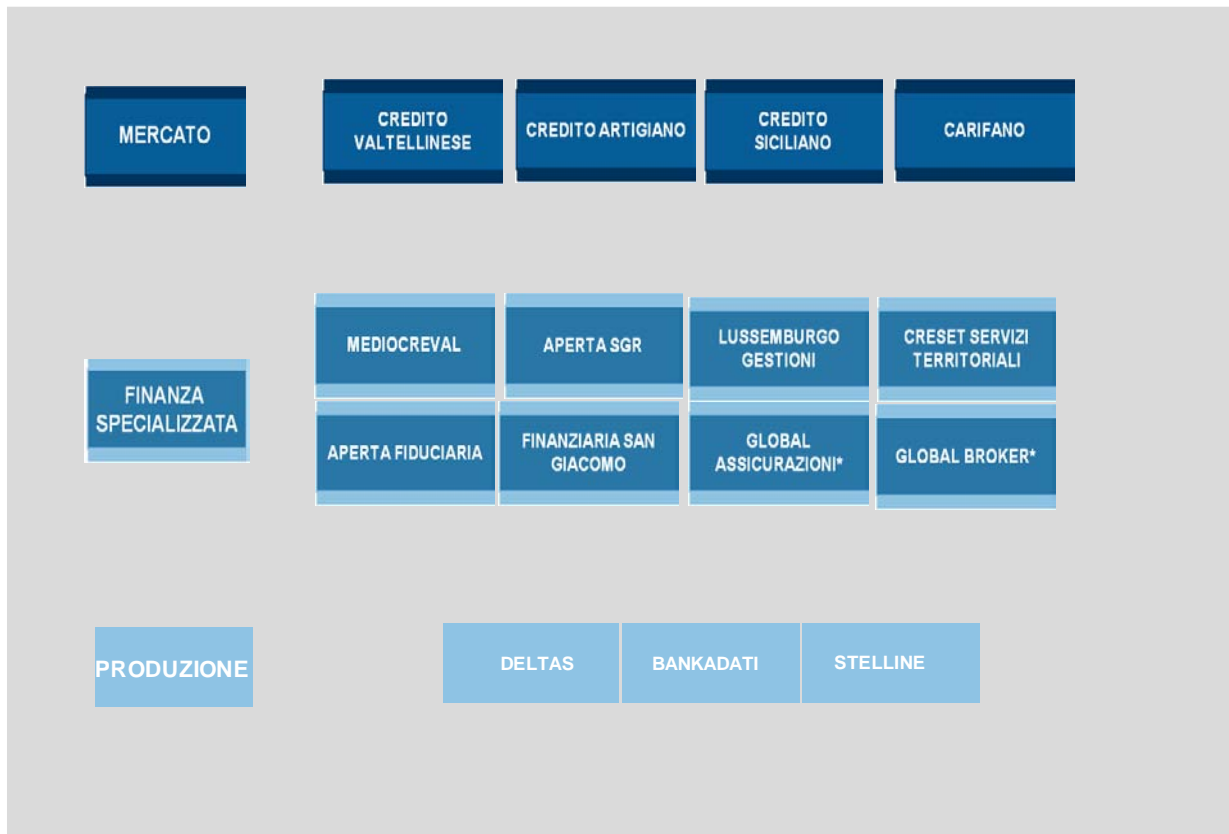 MERCATO
CREDITO
VALTELLINESE
CREDITO ARTIGIANO
CREDITO
SICILIANO
CARIFANO
FINANZA
SPECIALIZZATA
MEDIOCREVAL
APERTA SGR
LUSSEMBURGO
GESTIONI
CRESET SERVIZI
TERRITORIALI
APERTA FIDUCIARIA
FINANZIARIA SAN
GIACOMO
GLOBAL
ASSICURAZIONI*
GLOBAL BROKER*
PRODUZIONE
DELTAS
BANKADATI
STELLINE